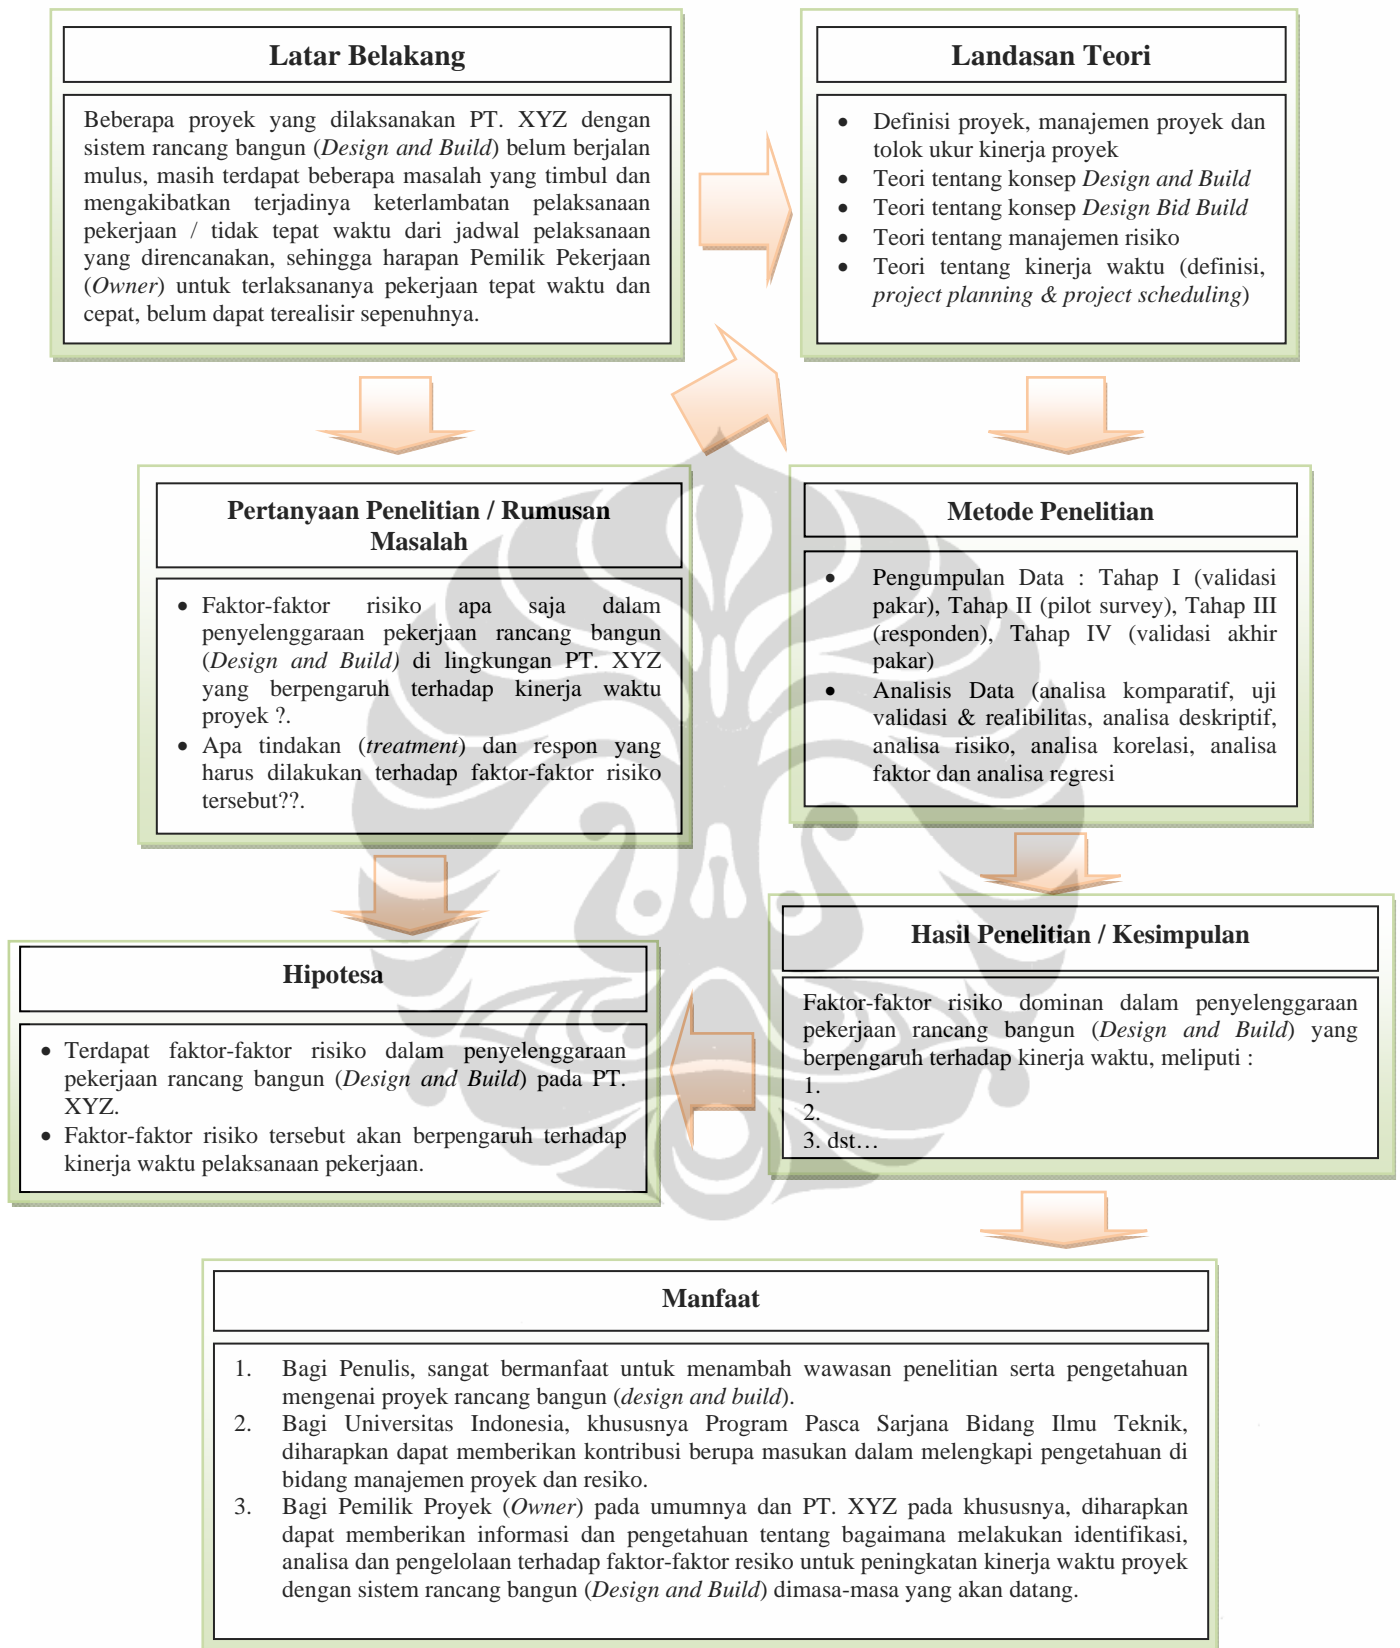 Latar Belakang
Beberapa proyek yang dilaksanakan PT. XYZ dengan
sistem rancang bangun (Design and Build) belum berjalan
mulus, masih terdapat beberapa masalah yang timbul dan
mengakibatkan terjadinya keterlambatan pelaksanaan
pekerjaan / tidak tepat waktu dari jadwal pelaksanaan
yang direncanakan, sehingga harapan Pemilik Pekerjaan
(Owner) untuk terlaksananya pekerjaan tepat waktu dan
cepat, belum dapat terealisir sepenuhnya.
Landasan Teori
• Definisi proyek, manajemen proyek dan
tolok ukur kinerja proyek
• Teori tentang konsep Design and Build
• Teori tentang konsep Design Bid Build
• Teori tentang manajemen risiko
• Teori tentang kinerja waktu (definisi,
project planning & project scheduling)
Pertanyaan Penelitian / Rumusan
Masalah
• Faktor-faktor risiko apa saja dalam
penyelenggaraan pekerjaan rancang bangun
(Design and Build) di lingkungan PT. XYZ
yang berpengaruh terhadap kinerja waktu
proyek ?.
• Apa tindakan (treatment) dan respon yang
harus dilakukan terhadap faktor-faktor risiko
tersebut??.
Metode Penelitian
• Pengumpulan Data : Tahap I (validasi
pakar), Tahap II (pilot survey), Tahap III
(responden), Tahap IV (validasi akhir
pakar)
• Analisis Data (analisa komparatif, uji
validasi & realibilitas, analisa deskriptif,
analisa risiko, analisa korelasi, analisa
faktor dan analisa regresi
Hipotesa
• Terdapat faktor-faktor risiko dalam penyelenggaraan
pekerjaan rancang bangun (Design and Build) pada PT.
XYZ.
• Faktor-faktor risiko tersebut akan berpengaruh terhadap
kinerja waktu pelaksanaan pekerjaan.
Hasil Penelitian / Kesimpulan
Faktor-faktor risiko dominan dalam penyelenggaraan
pekerjaan rancang bangun (Design and Build) yang
berpengaruh terhadap kinerja waktu, meliputi :
1.
2.
3. dst…
Manfaat
1. Bagi Penulis, sangat bermanfaat untuk menambah wawasan penelitian serta pengetahuan
mengenai proyek rancang bangun (design and build).
2. Bagi Universitas Indonesia, khususnya Program Pasca Sarjana Bidang Ilmu Teknik,
diharapkan dapat memberikan kontribusi berupa masukan dalam melengkapi pengetahuan di
bidang manajemen proyek dan resiko.
3. Bagi Pemilik Proyek (Owner) pada umumnya dan PT. XYZ pada khususnya, diharapkan
dapat memberikan informasi dan pengetahuan tentang bagaimana melakukan identifikasi,
analisa dan pengelolaan terhadap faktor-faktor resiko untuk peningkatan kinerja waktu proyek
dengan sistem rancang bangun (Design and Build) dimasa-masa yang akan datang.